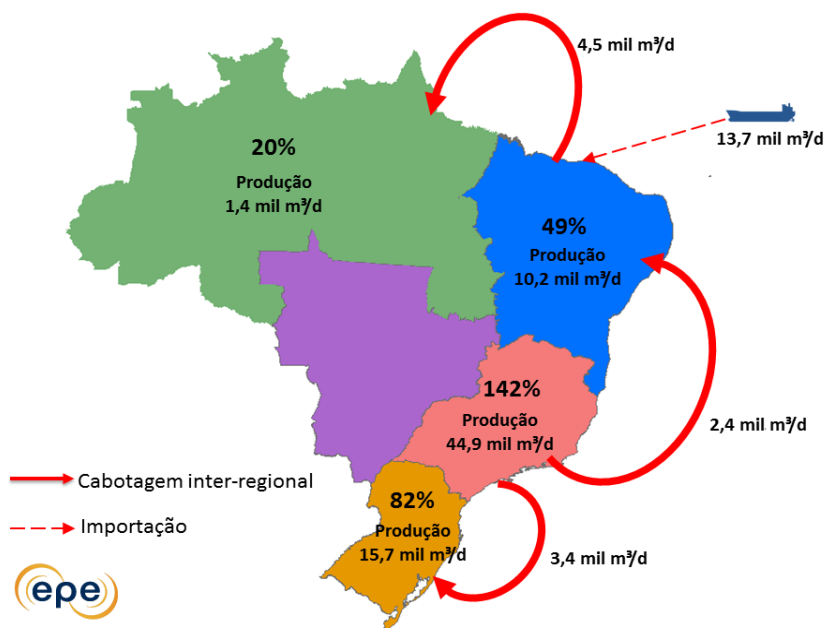 4,5 mil m³/d
13,7 mil m³/d
20%
Produção
1,4 mil m³/d
49%
Produção
10,2 mil m³/d
142%
Produção
44,9 mil m³/d
2,4 mil m³/d
Cabotagem inter-regional
82%
Produção
15,7 mil m³/d
Importação
3,4 mil m³/d
epe